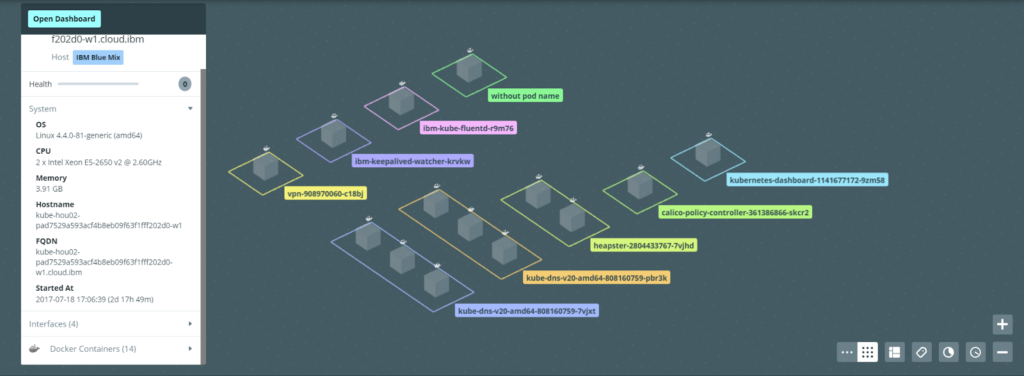 Open Dashboard
f202d0-w1.cloud.ibm
Host IBM Blue Mix
Health 0
System
OS
Linux 4.4.0-81-generic (amd64)
CPU
2 x Intel Xeon E5-2650 v2 @ 2.60GHz
Memory
3.91 GB
Hostname
kube-hou02-
pad7529a593acf4b8eb09f63f1fff202d0-w1
FQDN
kube-hou02-
pad7529a593acf4b8eb09f63f1fff202d0-
w1.cloud.ibm
Started At
2017-07-18 17:06:39 (2d 17h 49m)
Interfaces (4)
Docker Containers (14)
without pod name
ibm-kube-fluentd-r9m76
ibm-keepalived-watcher-krvkw
vpn-908970060-c18bj
kubernetes-dashboard-1141677172-9zm58
calico-policy-controller-361386866-skcr2
heapster-2804433767-7vjhd
kube-dns-v20-amd64-808160759-pbr3k
kube-dns-v20-amd64-808160759-7vjxt